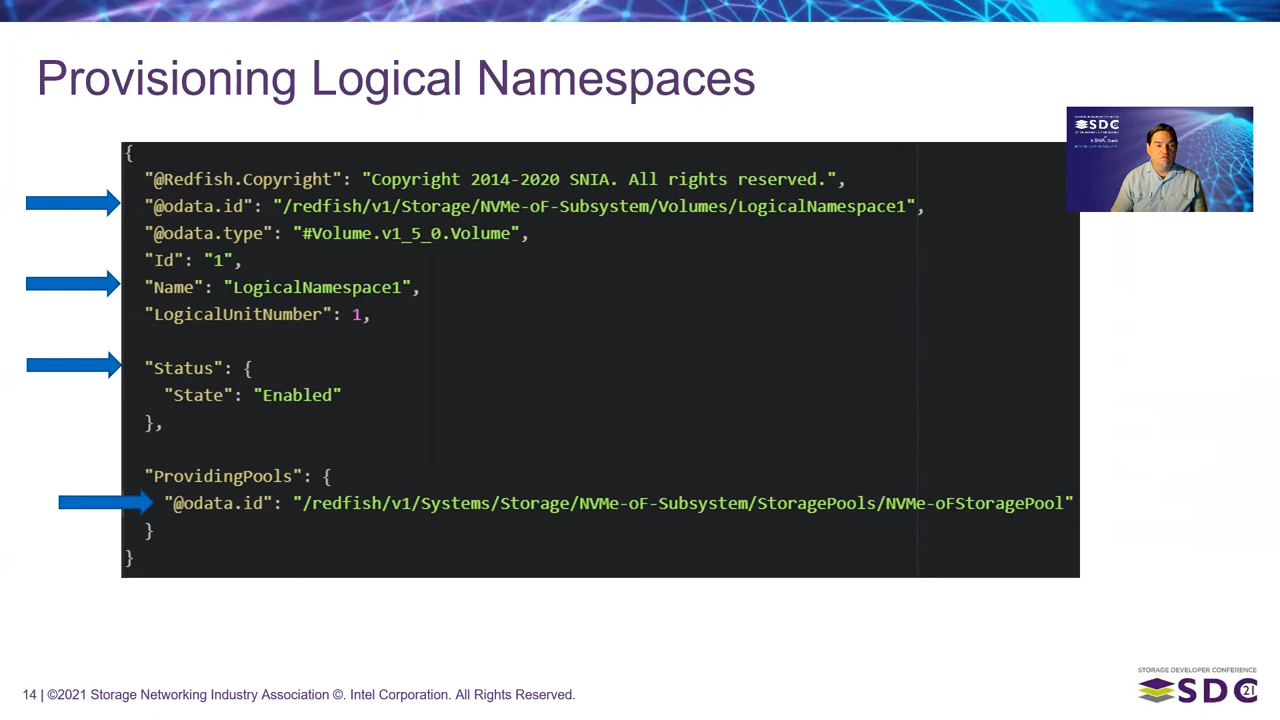 Provisioning Logical Namespaces
SDC
{
"@Redfish.Copyright": "Copyright 2014-2020 SNIA. All rights reserved.",
"@odata.id": "/redfish/v1/Storage/NVMe-oF-Subsystem/Volumes/LogicalNamespace1",
"@odata.type": "#Volume.v1_5_0.Volume",
"Id": "1",
"Name": "LogicalNamespace1",
"LogicalUnitNumber": 1,
"Status": {
"State": "Enabled"
},
"ProvidingPools": {
"@odata.id": "/redfish/v1/Systems/Storage/NVMe-oF-Subsystem/StoragePools/NVMe-oFStoragePool"
}
}
14 | ©2021 Storage Networking Industry Association ©. Intel Corporation. All Rights Reserved.
STORAGE DEVELOPER CONFERENCE
SDC 21